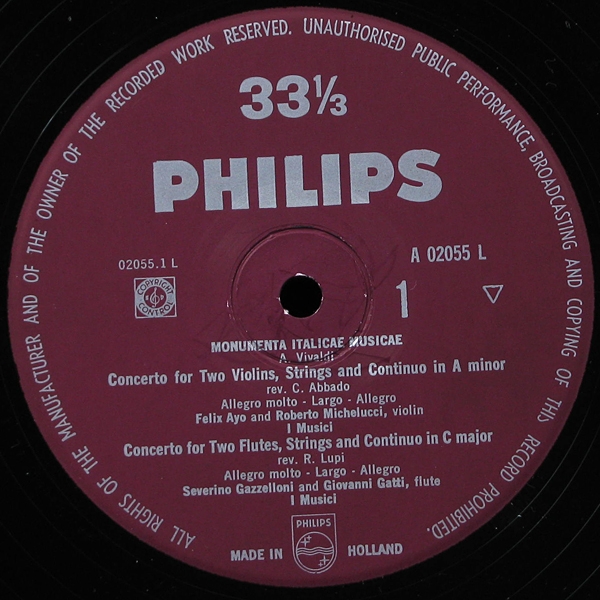 ALL RIGHTS OF THE MANUFACTURER AND OF THE OWNER OF THE RECORDED WORK RESERVED. UNAUTHORISED PUBLIC PERFORMANCE, BROADCASTING AND COPYING OF THIS RECORD PROHIBITED.
33⅓
PHILIPS
02055.1 L
A 02055 L
COPYRIGHT
CONTROL
1
MONUMENTA ITALICAE MUSICAE
A. Vivaldi
Concerto for Two Violins, Strings and Continuo in A minor
rev. C. Abbado
Allegro molto - Largo - Allegro
Felix Ayo and Roberto Michelucci, violin
I Musici
Concerto for Two Flutes, Strings and Continuo in C major
rev. R. Lupi
Allegro molto - Largo - Allegro
Severino Gazzelloni and Giovanni Gatti, flute
I Musici
PHILIPS
MADE IN HOLLAND